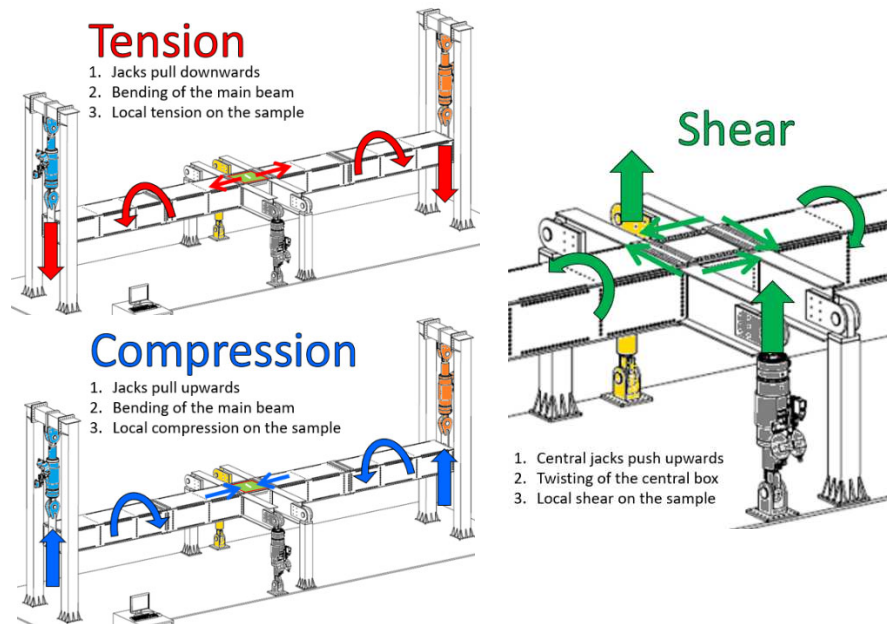 Tension
1. Jacks pull downwards
2. Bending of the main beam
3. Local tension on the sample
Compression
1. Jacks pull upwards
2. Bending of the main beam
3. Local compression on the sample
Shear
1. Central jacks push upwards
2. Twisting of the central box
3. Local shear on the sample